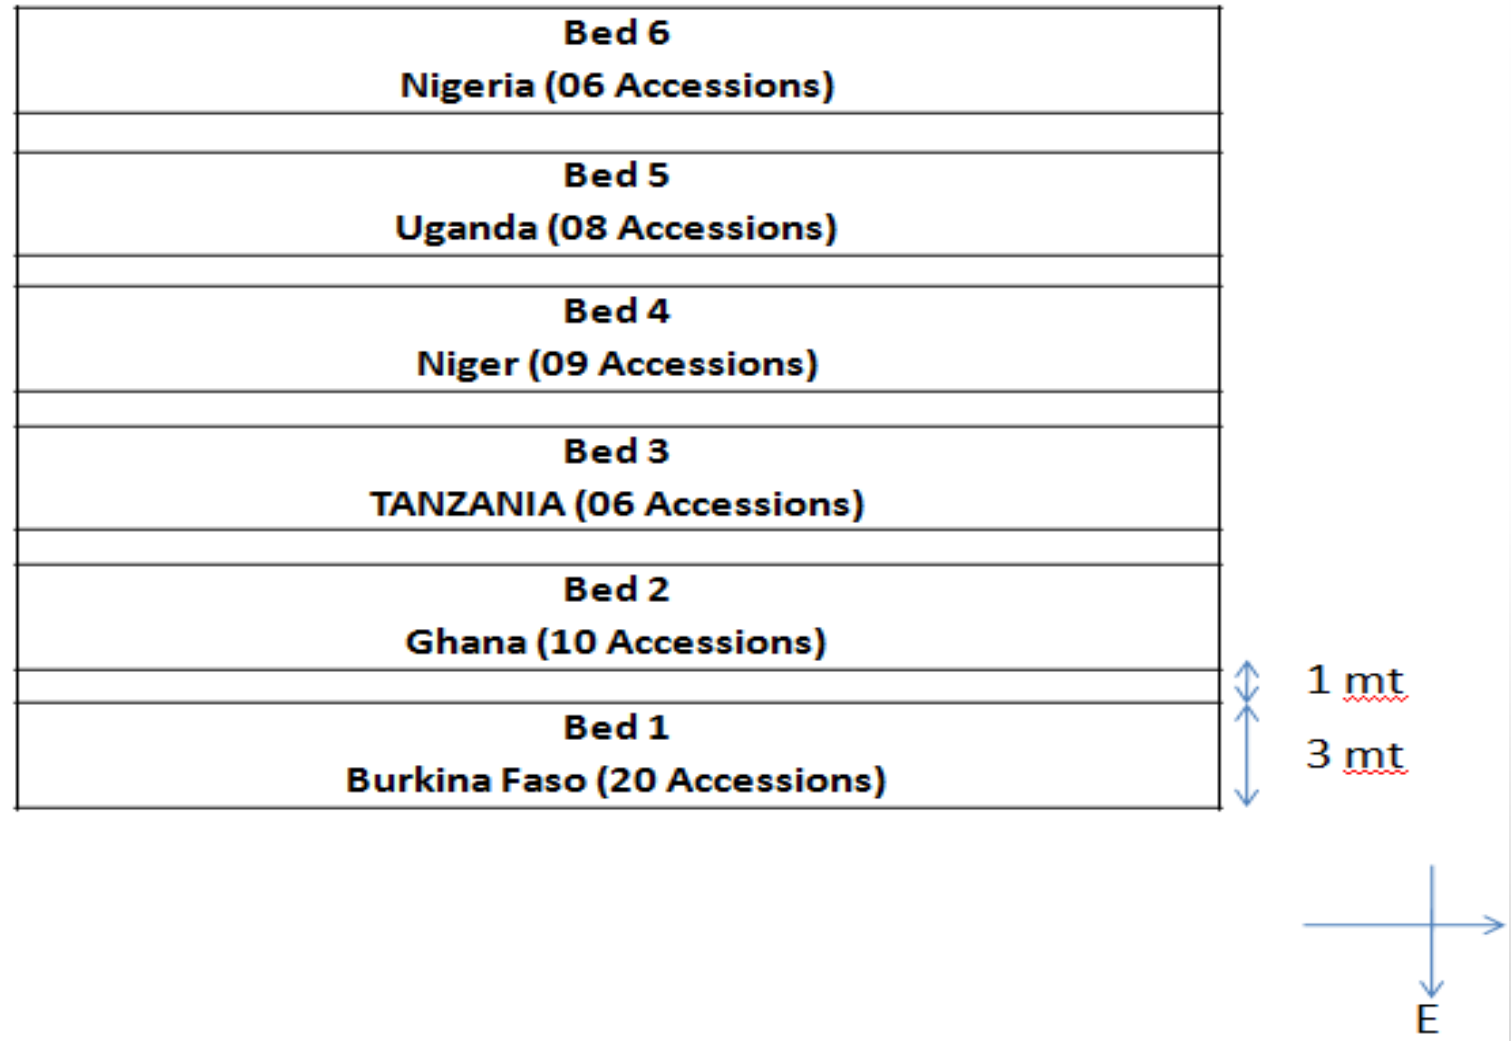 Bed 6
Nigeria (06 Accessions)
Bed 5
Uganda (08 Accessions)
Bed 4
Niger (09 Accessions)
Bed 3
TANZANIA (06 Accessions)
Bed 2
Ghana (10 Accessions)
1 mt
Bed 1
3 mt
Burkina Faso (20 Accessions)
E